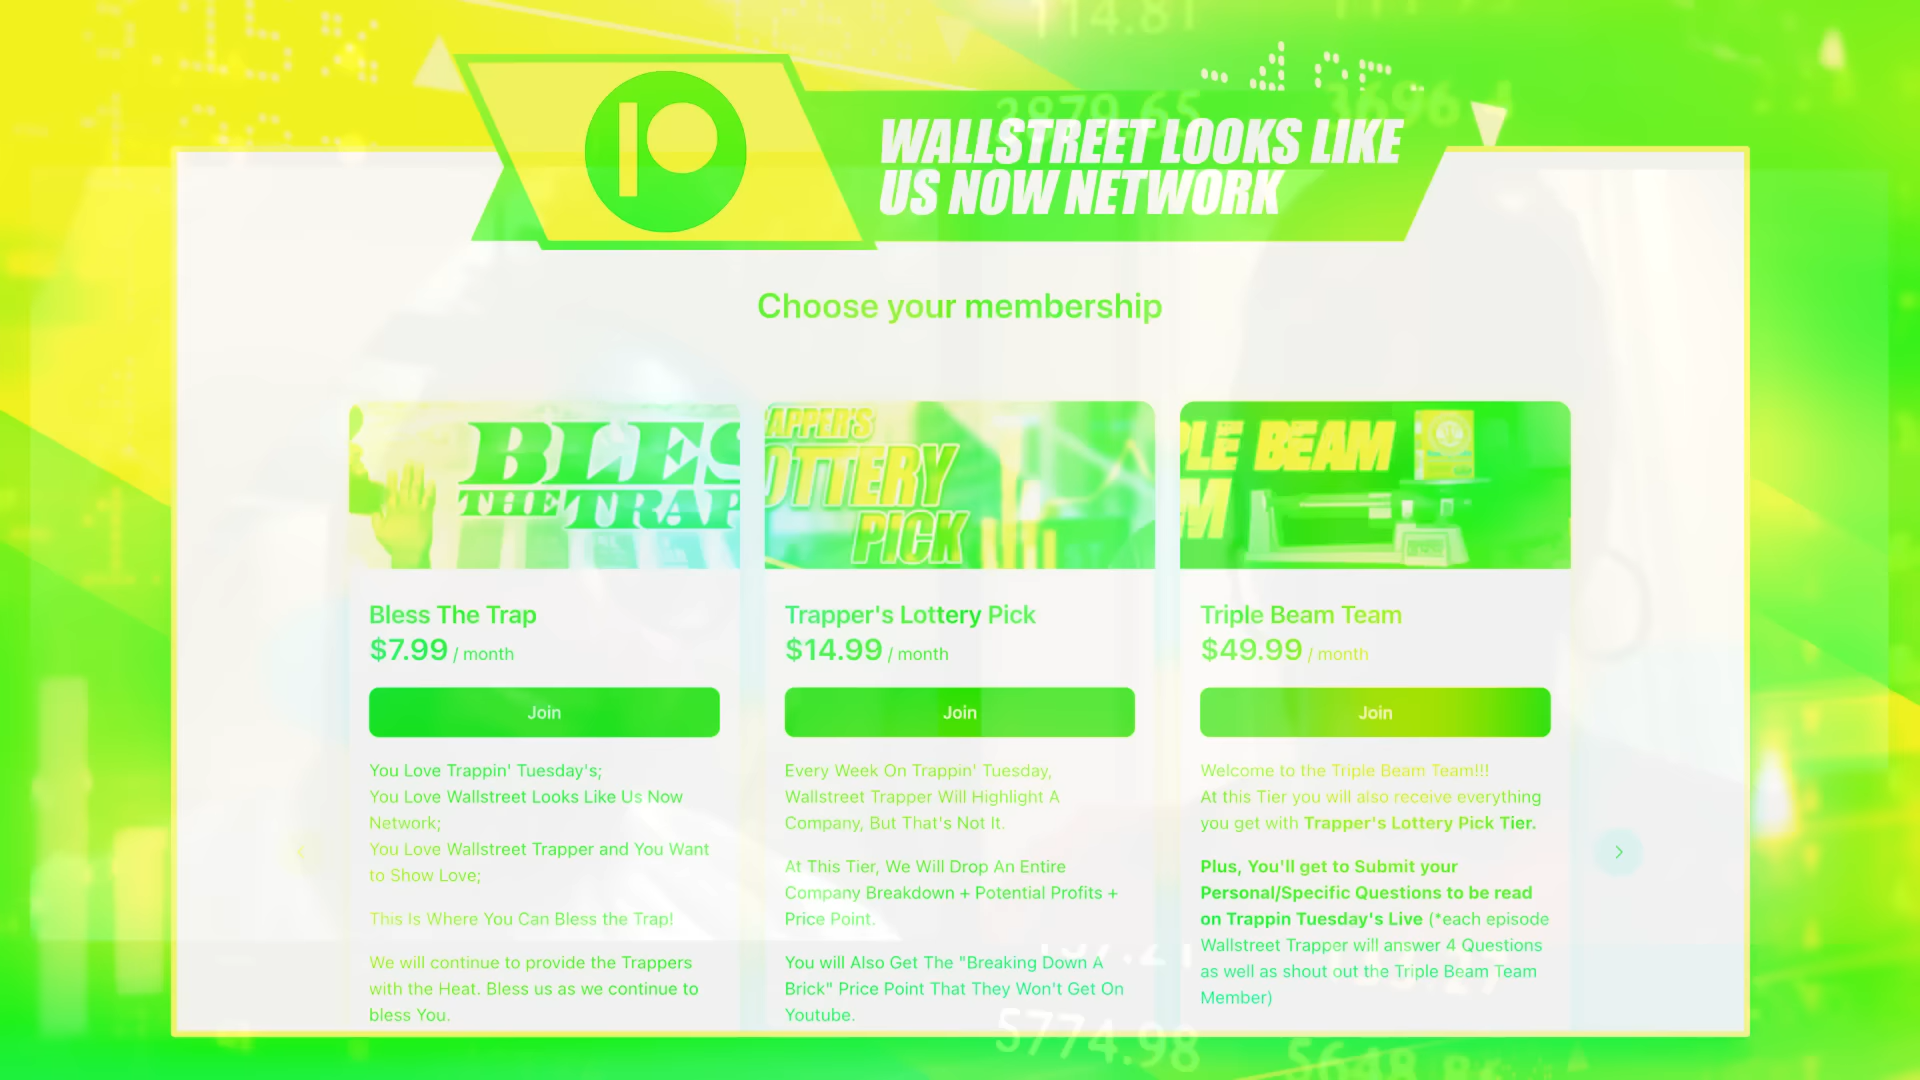 114.81
2879.65 3696.1
WALLSTREET LOOKS LIKE
US NOW NETWORK
Choose your membership
BLES
THE TRAP
APPER'S
OTTERY
PICK
PLE BEAM
M
Bless The Trap
$7.99 / month
Join
You Love Trappin' Tuesday's;
You Love Wallstreet Looks Like Us Now
Network;
You Love Wallstreet Trapper and You Want
to Show Love;
This Is Where You Can Bless the Trap!
We will continue to provide the Trappers
with the Heat. Bless us as we continue to
bless You.
Trapper's Lottery Pick
$14.99 / month
Join
Every Week On Trappin' Tuesday,
Wallstreet Trapper Will Highlight A
Company, But That's Not It.
At This Tier, We Will Drop An Entire
Company Breakdown + Potential Profits +
Price Point.
You will Also Get The "Breaking Down A
Brick" Price Point That They Won't Get On
Youtube.
Triple Beam Team
$49.99 / month
Join
Welcome to the Triple Beam Team!!!
At this Tier you will also receive everything
you get with Trapper's Lottery Pick Tier.
Plus, You'll get to Submit your
Personal/Specific Questions to be read
on Trappin Tuesday's Live (*each episode
Wallstreet Trapper will answer 4 Questions
as well as shout out the Triple Beam Team
Member)
5774.98